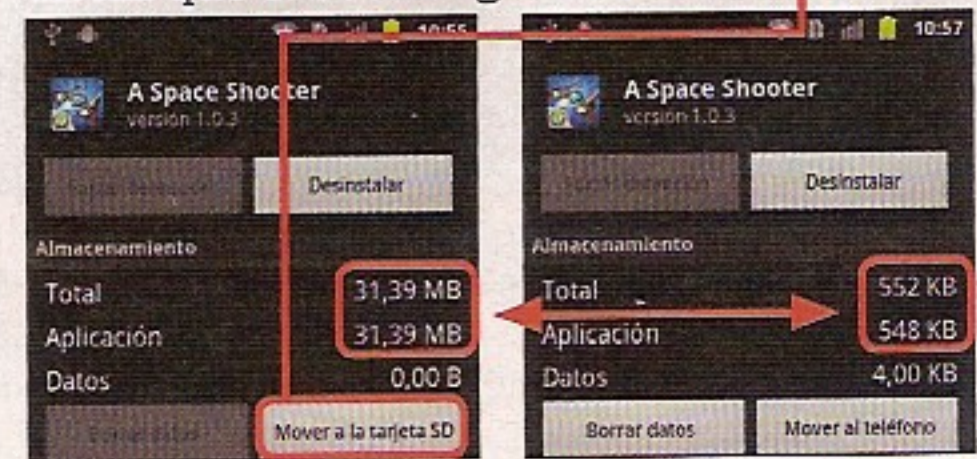 10:55
A Space Shooter
versión 1.0.3
Desinstalar
Almacenamiento
Total 31,39 MB
Aplicación 31,39 MB
Datos 0,00 B
Borrar datos Mover a la tarjeta SD
10:57
A Space Shooter
versión 1.0.3
Desinstalar
Almacenamiento
Total 552 KB
Aplicación 548 KB
Datos 4,00 KB
Borrar datos Mover al teléfono